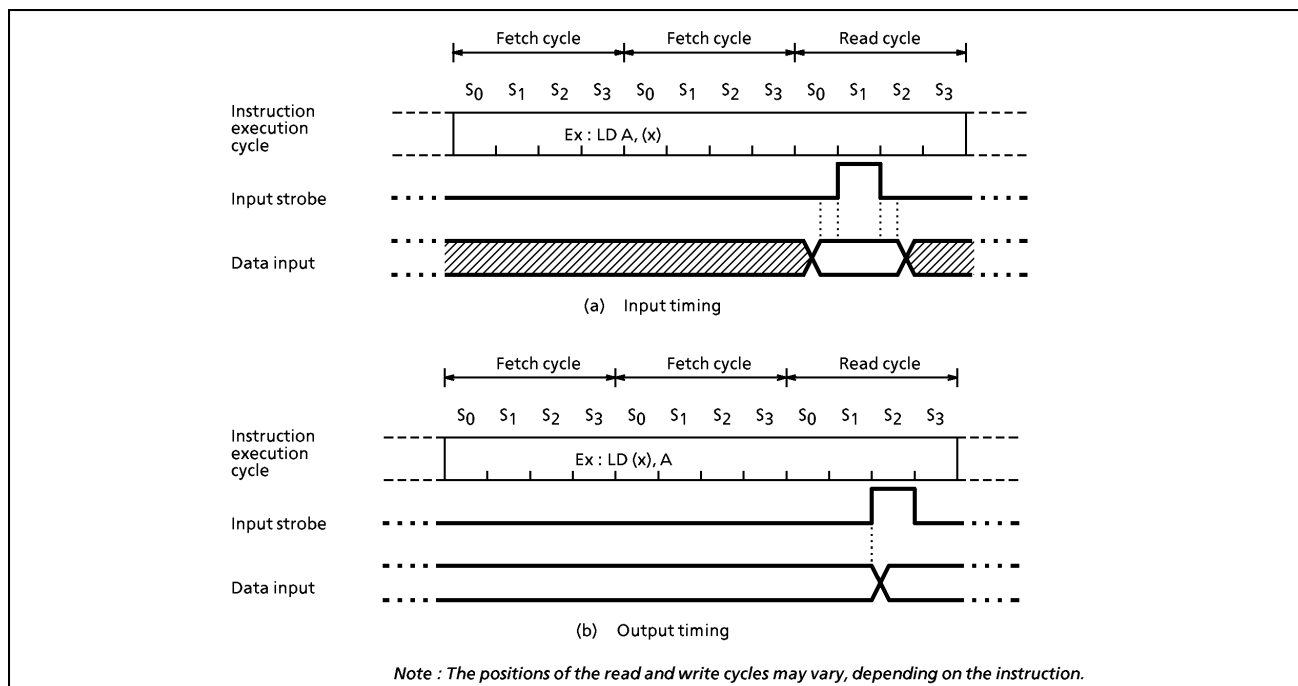 Fetch cycle Fetch cycle Read cycle
S0 S1 S2 S3 S0 S1 S2 S3 S0 S1 S2 S3
Instruction
execution
cycle
Ex : LD A, (x)
Input strobe
Data input
(a) Input timing
Fetch cycle Fetch cycle Read cycle
S0 S1 S2 S3 S0 S1 S2 S3 S0 S1 S2 S3
Instruction
execution
cycle
Ex : LD (x), A
Input strobe
Data input
(b) Output timing
Note : The positions of the read and write cycles may vary, depending on the instruction.